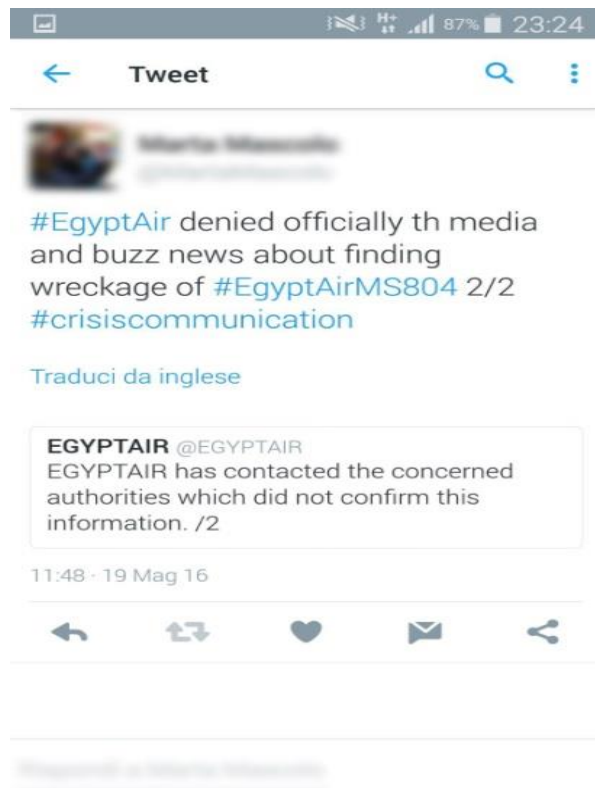 H+ 87% 23:24
Tweet
#EgyptAir denied officially th media
and buzz news about finding
wreckage of #EgyptAirMS804 2/2
#crisiscommunication
Traduci da inglese
EGYPTAIR @EGYPTAIR
EGYPTAIR has contacted the concerned
authorities which did not confirm this
information. /2
11:48 · 19 Mag 16